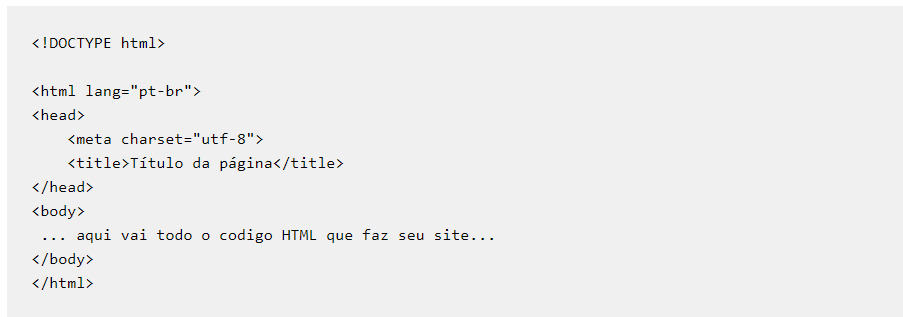 <!DOCTYPE html>
<html lang="pt-br">
<head>
<meta charset="utf-8">
<title>Título da página</title>
</head>
<body>
... aqui vai todo o codigo HTML que faz seu site...
</body>
</html>